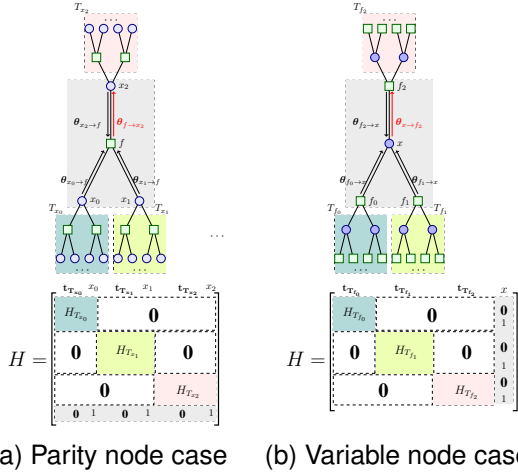 T_{x_2}
...
x_2
θ_{x_2→f} θ_{f→x_2}
f
θ_{x_0→f} θ_{x_1→f}
x_0 x_1
T_{x_0} T_{x_1}
... ...
t_{T_{x_0}} x_0 t_{T_{x_1}} x_1 t_{T_{x_2}} x_2
H_{T_{x_0}} 0
H = 0 H_{T_{x_1}} 0
0 H_{T_{x_2}}
0 1 0 1 0 1
a) Parity node case
...
T_{f_2}
...
f_2
θ_{f_2→x} θ_{x→f_2}
x
θ_{f_0→x} θ_{f_1→x}
f_0 f_1
T_{f_0} T_{f_1}
... ...
t_{T_{f_0}} t_{T_{f_1}} t_{T_{f_2}} x
H_{T_{f_0}} 0 0
1
H = 0 H_{T_{f_1}} 0 0
1
0 H_{T_{f_2}} 0
1
(b) Variable node case